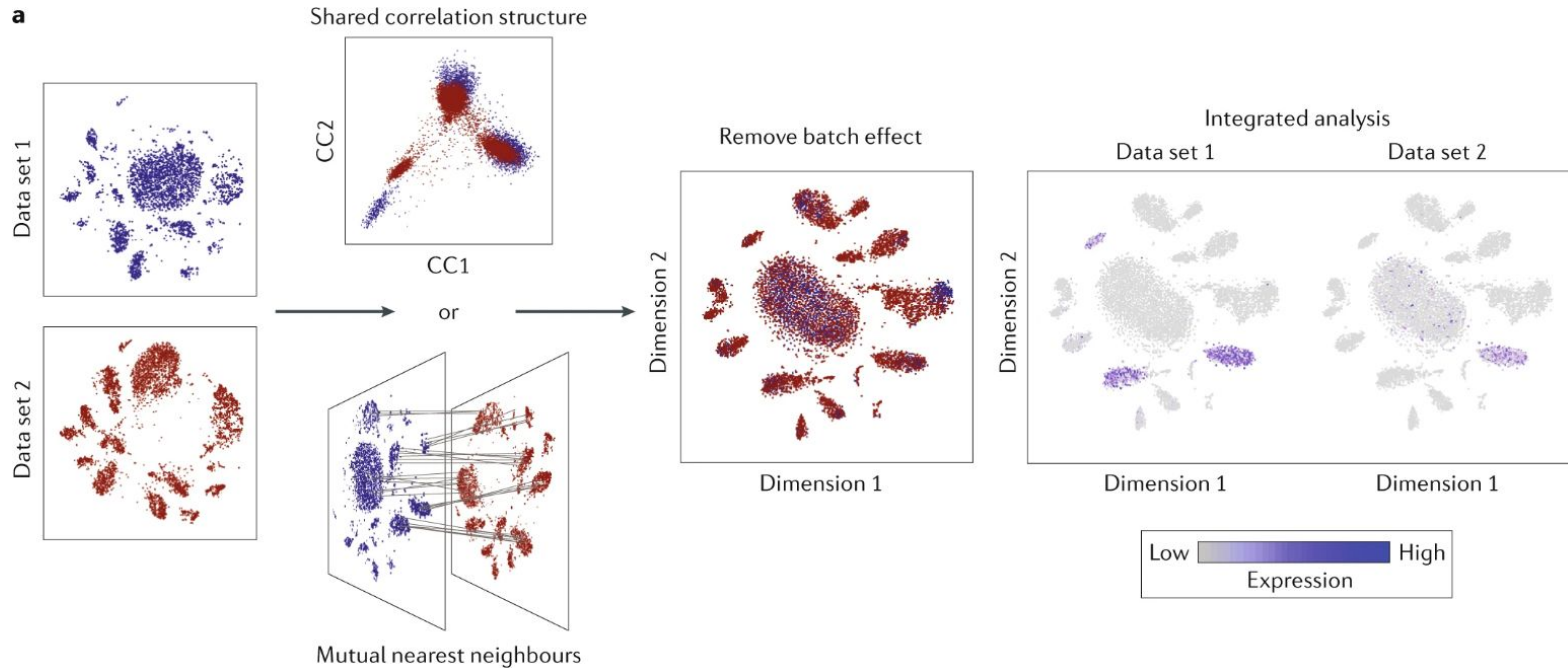 a
Shared correlation structure
Data set 1
CC2
CC1
or
Data set 2
Mutual nearest neighbours
Remove batch effect
Dimension 2
Dimension 1
Integrated analysis
Data set 1
Data set 2
Dimension 2
Dimension 1
Dimension 1
Low
High
Expression